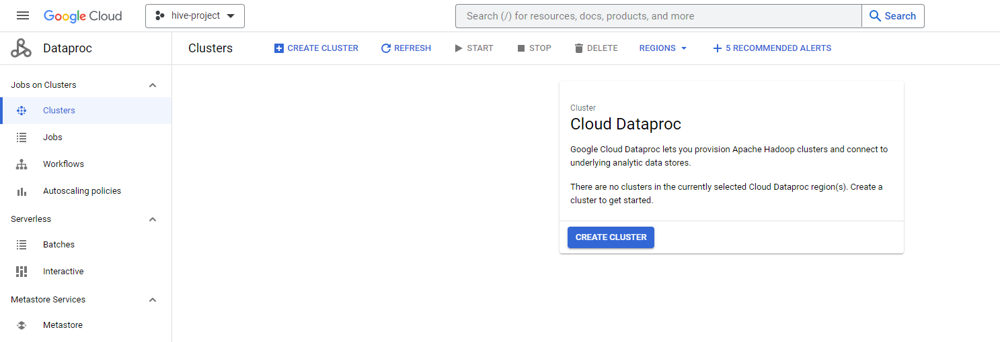 Google Cloud
hive-project
Search (/) for resources, docs, products, and more
Search
Dataproc
Clusters
CREATE CLUSTER
REFRESH
START
STOP
DELETE
REGIONS
5 RECOMMENDED ALERTS
Jobs on Clusters
Clusters
Jobs
Workflows
Autoscaling policies
Serverless
Batches
Interactive
Metastore Services
Metastore
Cluster
Cloud Dataproc
Google Cloud Dataproc lets you provision Apache Hadoop clusters and connect to
underlying analytic data stores.
There are no clusters in the currently selected Cloud Dataproc region(s). Create a
cluster to get started.
CREATE CLUSTER